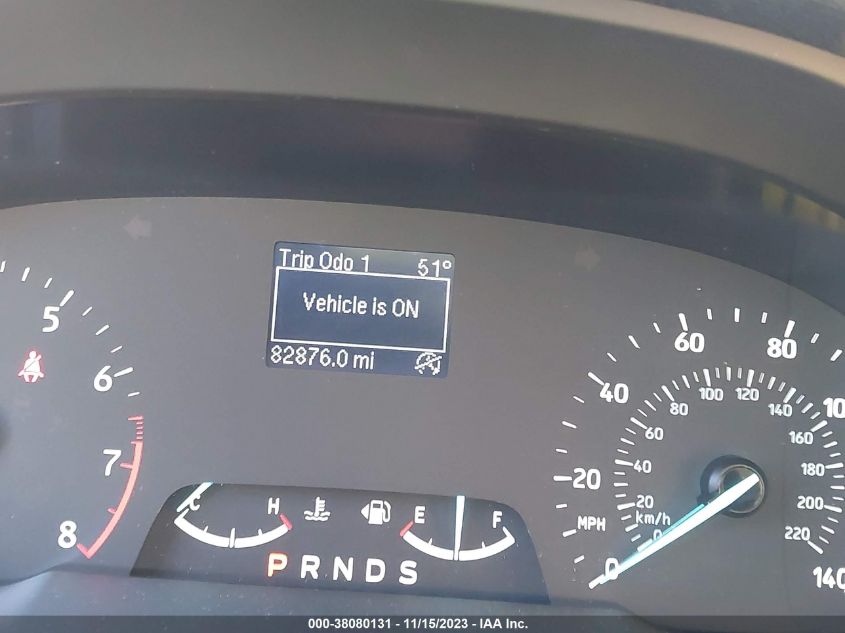 Trip Odo 1 51°
Vehicle is ON
82876.0 mi
5
6
7
8
C H
E F
P R N D S
0 20 40 60 80 10
MPH
km/h
0 20 40 60 80 100 120 140 160 180 200 220
140
000-38080131 - 11/15/2023 - IAA Inc.